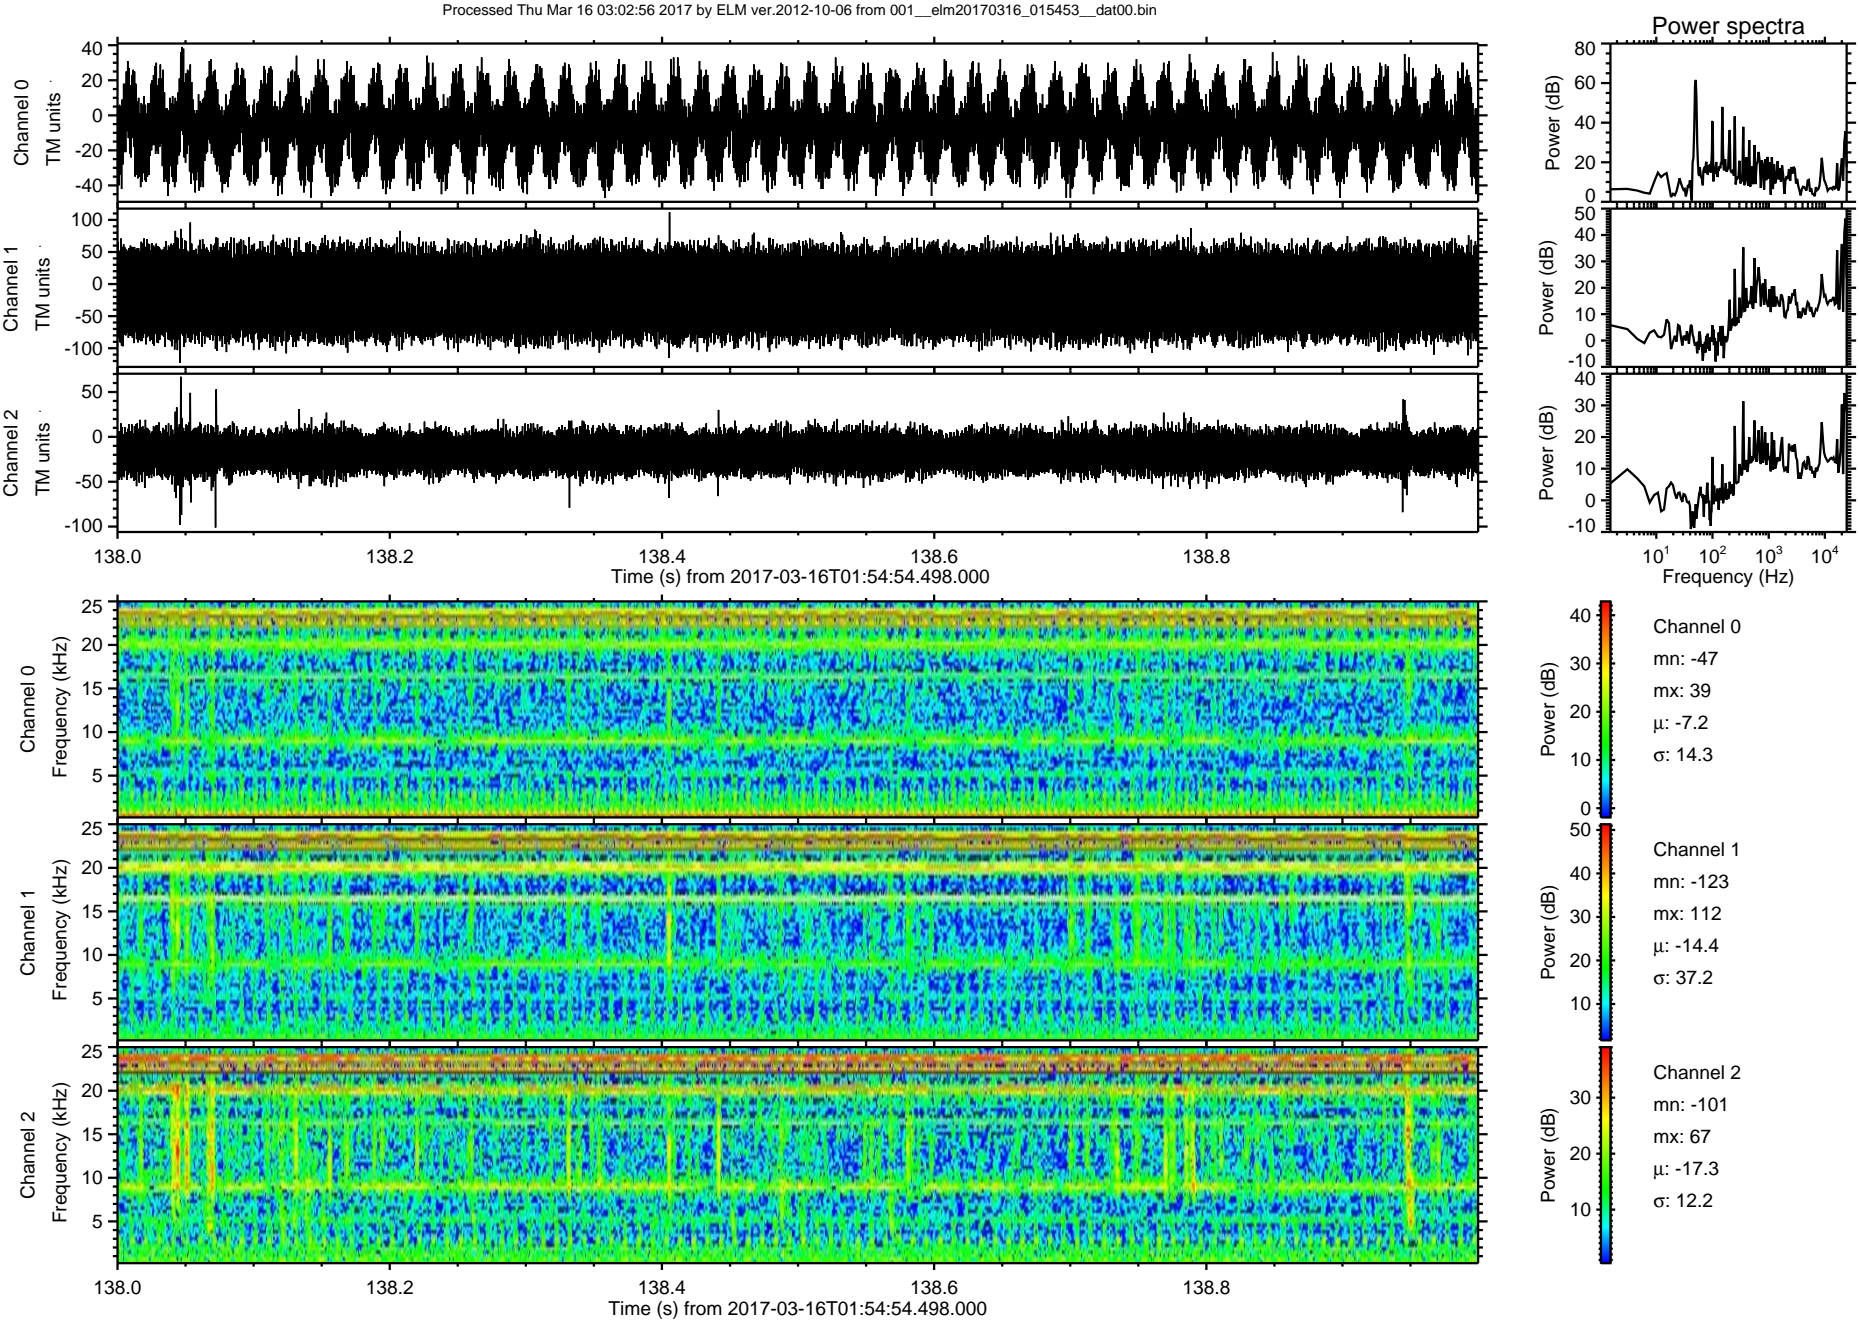 Processed Thu Mar 16 03:02:56 2017 by ELM ver.2012-10-06 from 001__elm20170316_015453__dat00.bin
Power spectra
Channel 0
TM units
40
20
0
-20
-40
Power (dB)
80
60
40
20
0
Channel 1
TM units
100
50
0
-50
-100
Power (dB)
50
40
30
20
10
0
-10
Channel 2
TM units
50
0
-50
-100
Power (dB)
40
30
20
10
0
-10
138.0 138.2 138.4 138.6 138.8
Time (s) from 2017-03-16T01:54:54.498.000
10¹ 10² 10³ 10⁴
Frequency (Hz)
Channel 0
Frequency (kHz)
25
20
15
10
5
Power (dB)
40
30
20
10
0
Channel 0
mn: -47
mx: 39
µ: -7.2
σ: 14.3
Channel 1
Frequency (kHz)
25
20
15
10
5
Power (dB)
50
40
30
20
10
Channel 1
mn: -123
mx: 112
µ: -14.4
σ: 37.2
Channel 2
Frequency (kHz)
25
20
15
10
5
Power (dB)
30
20
10
Channel 2
mn: -101
mx: 67
µ: -17.3
σ: 12.2
138.0 138.2 138.4 138.6 138.8
Time (s) from 2017-03-16T01:54:54.498.000